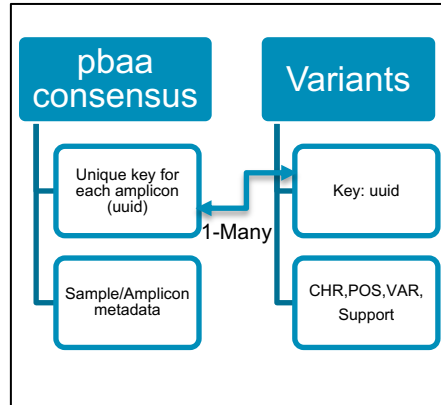 pbaa
consensus
Unique key for
each amplicon
(uuid)
Sample/Amplicon
metadata
1-Many
Variants
Key: uuid
CHR,POS,VAR,
Support